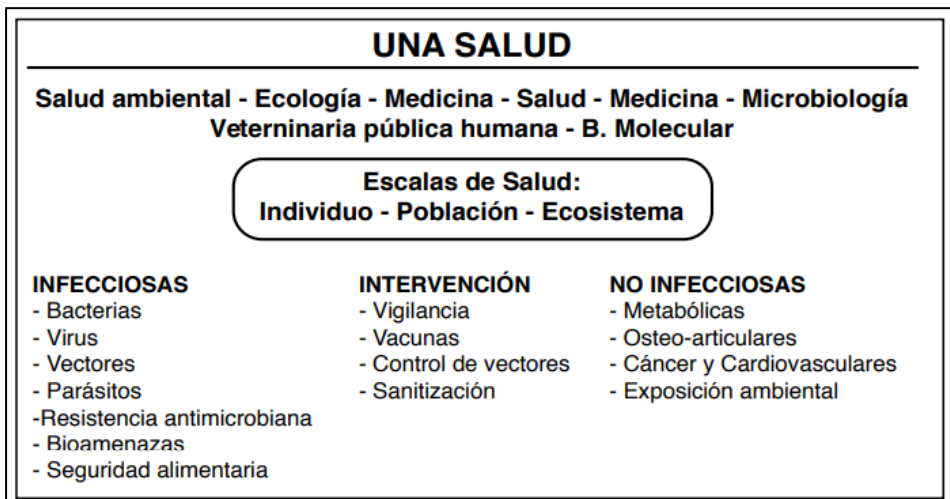 UNA SALUD
Salud ambiental - Ecología - Medicina - Salud - Medicina - Microbiología
Veterninaria pública humana - B. Molecular
Escalas de Salud:
Individuo - Población - Ecosistema
INFECCIOSAS
- Bacterias
- Virus
- Vectores
- Parásitos
-Resistencia antimicrobiana
- Bioamenazas
- Seguridad alimentaria
INTERVENCIÓN
- Vigilancia
- Vacunas
- Control de vectores
- Sanitización
NO INFECCIOSAS
- Metabólicas
- Osteo-articulares
- Cáncer y Cardiovasculares
- Exposición ambiental